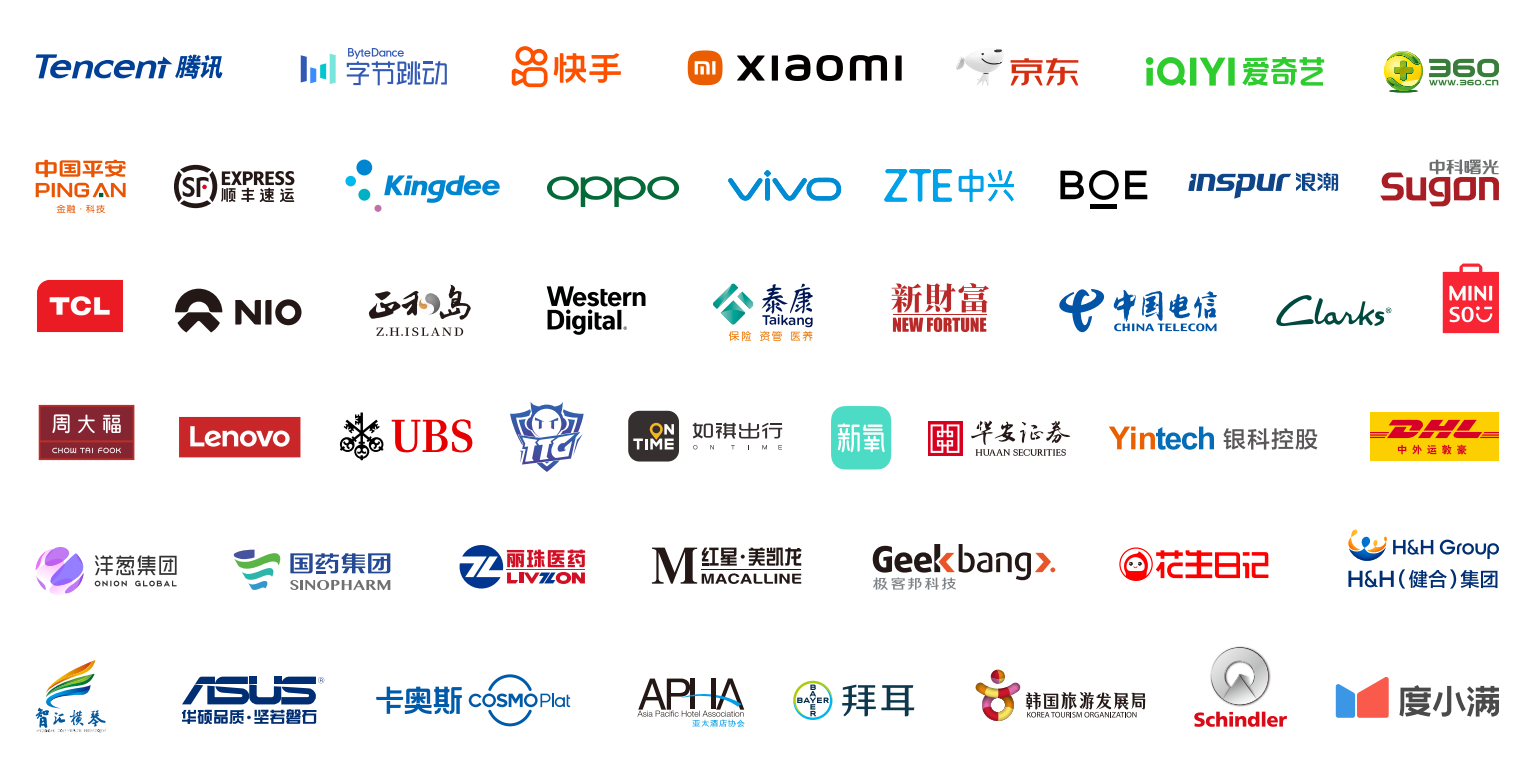 Tencent 腾讯
ByteDance
字节跳动
快手
mi xiaomi
京东
iQIYI 爱奇艺
360
WWW.360.CN
中国平安
PING AN
金融·科技
SF EXPRESS
顺丰速运
Kingdee
oppo
vivo
ZTE中兴
BOE
inspur 浪潮
中科曙光
Sugon
TCL
NIO
正和岛
Z.H.ISLAND
Western
Digital.
泰康
Taikang
保险 资管 医养
新財富
NEW FORTUNE
中国电信
CHINA TELECOM
Clarks®
MINI
SO
周大福
CHOW TAI FOOK
Lenovo
UBS
TTG
ON
TIME
如祺出行
ON TIME
新氧
华安证券
HUAAN SECURITIES
Yintech 银科控股
DHL
中外运敦豪
洋葱集团
ONION GLOBAL
国药集团
SINOPHARM
丽珠医药
LIVZON
M 红星·美凯龙
MACALLINE
Geekbang
极客邦科技
花生日记
H&H Group
H&H(健合)集团
智汇横琴
ASUS®
华硕品质·坚若磐石
卡奥斯 COSMOPlat
APHA
Asia Pacific Hotel Association
亚太酒店协会
BAYER
BAYER
拜耳
韩国旅游发展局
KOREA TOURISM ORGANIZATION
Schindler
度小满